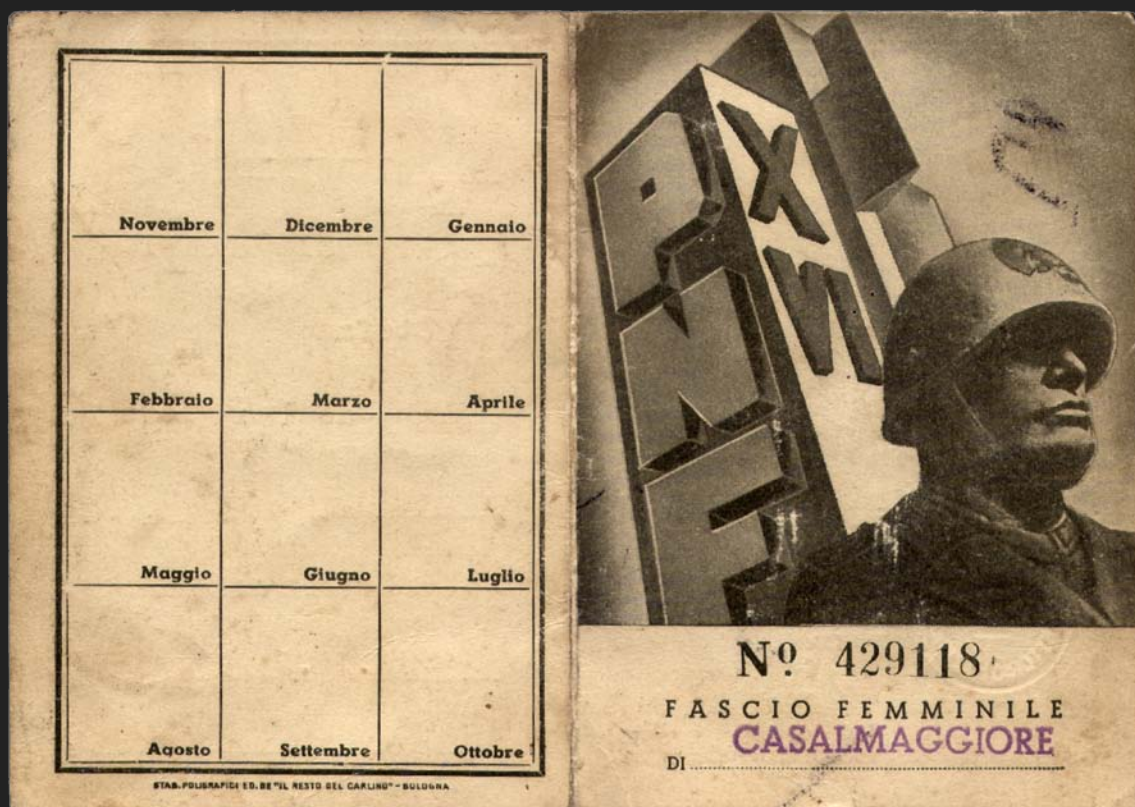 Novembre Dicembre Gennaio
Febbraio Marzo Aprile
Maggio Giugno Luglio
Agosto Settembre Ottobre
STAB. POLIGRAFICI ED. DE "IL RESTO DEL CARLINO" - BOLOGNA
PNF
XVI
Nº 429118
FASCIO FEMMINILE
DI CASALMAGGIORE